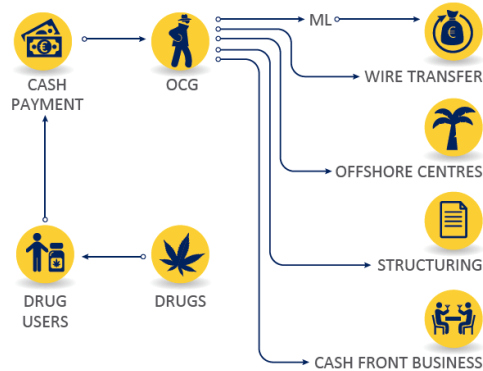 ML
CASH
PAYMENT
OCG
WIRE TRANSFER
OFFSHORE CENTRES
STRUCTURING
DRUG
USERS
DRUGS
CASH FRONT BUSINESS